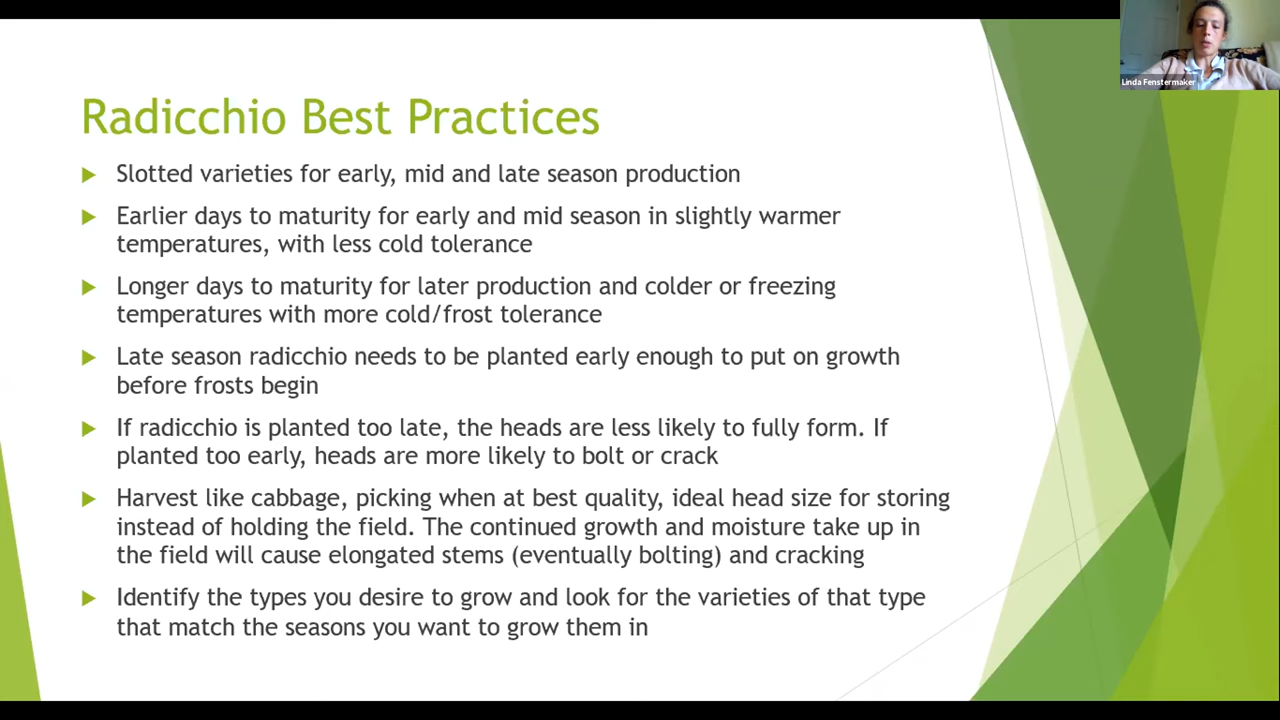 Linda Fenstermaker
Radicchio Best Practices
Slotted varieties for early, mid and late season production
Earlier days to maturity for early and mid season in slightly warmer
temperatures, with less cold tolerance
Longer days to maturity for later production and colder or freezing
temperatures with more cold/frost tolerance
Late season radicchio needs to be planted early enough to put on growth
before frosts begin
If radicchio is planted too late, the heads are less likely to fully form. If
planted too early, heads are more likely to bolt or crack
Harvest like cabbage, picking when at best quality, ideal head size for storing
instead of holding the field. The continued growth and moisture take up in
the field will cause elongated stems (eventually bolting) and cracking
Identify the types you desire to grow and look for the varieties of that type
that match the seasons you want to grow them in